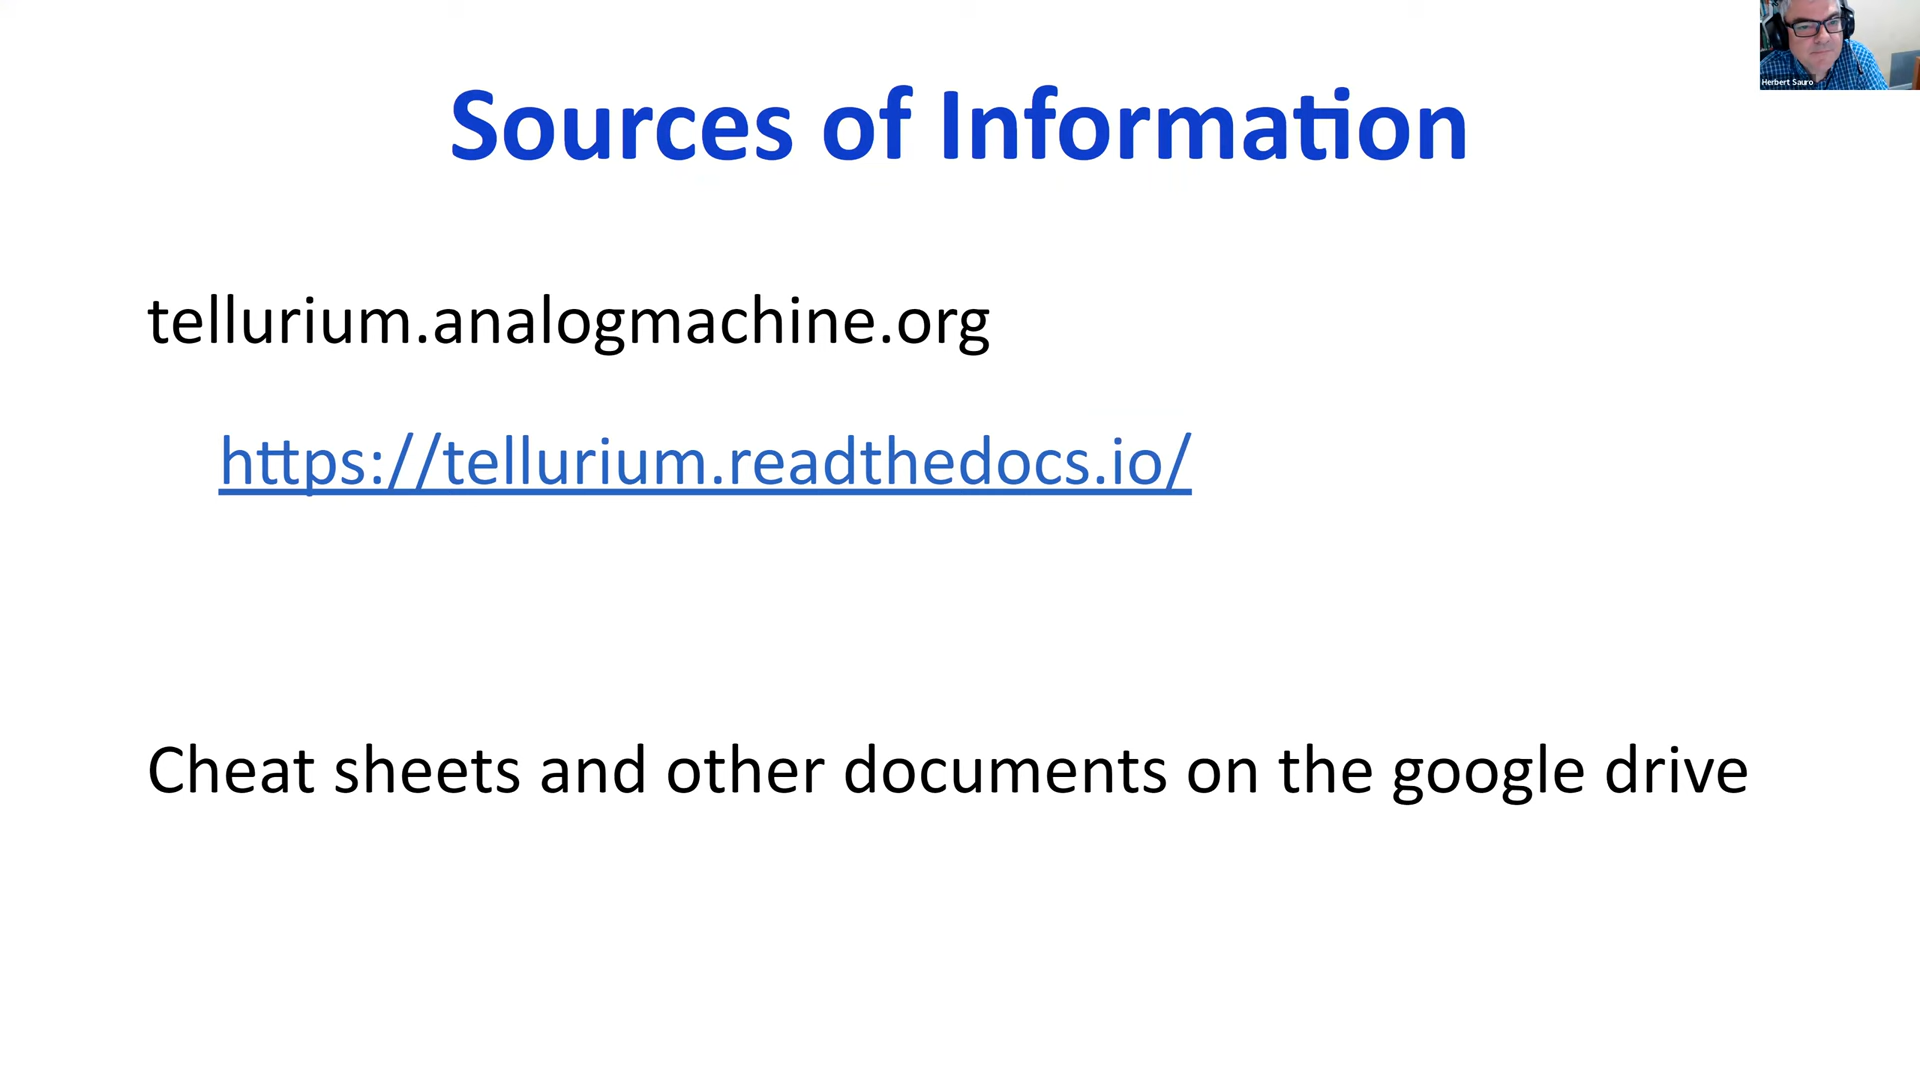 Herbert Sauro
Sources of Information
tellurium.analogmachine.org
https://tellurium.readthedocs.io/
Cheat sheets and other documents on the google drive